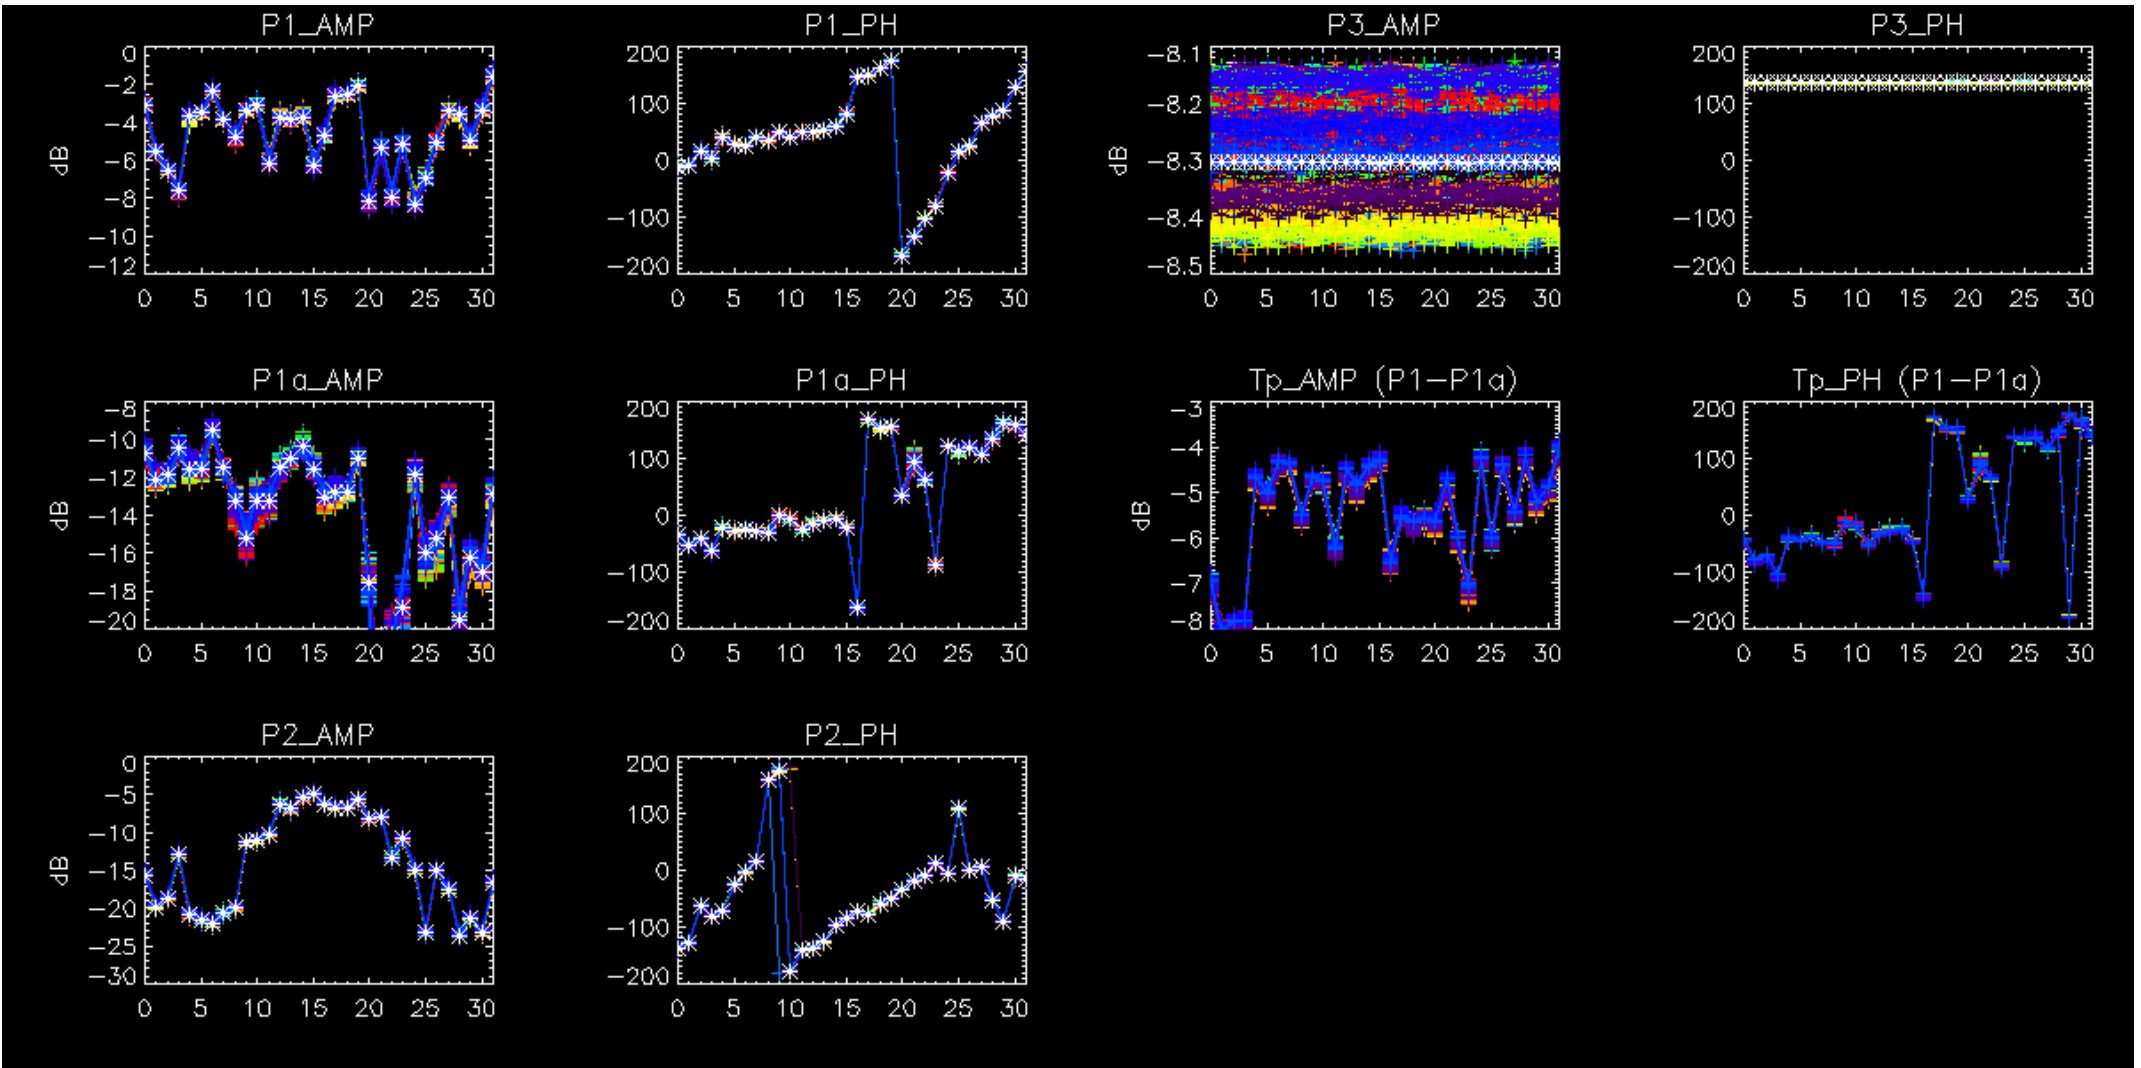 P1_AMP
dB
0
−2
−4
−6
−8
−10
−12
0 5 10 15 20 25 30
P1_PH
200
100
0
−100
−200
0 5 10 15 20 25 30
P3_AMP
dB
−8.1
−8.2
−8.3
−8.4
−8.5
0 5 10 15 20 25 30
P3_PH
200
100
0
−100
−200
0 5 10 15 20 25 30
P1a_AMP
dB
−8
−10
−12
−14
−16
−18
−20
0 5 10 15 20 25 30
P1a_PH
200
100
0
−100
−200
0 5 10 15 20 25 30
Tp_AMP (P1−P1a)
dB
−3
−4
−5
−6
−7
−8
0 5 10 15 20 25 30
Tp_PH (P1−P1a)
200
100
0
−100
−200
0 5 10 15 20 25 30
P2_AMP
dB
0
−5
−10
−15
−20
−25
−30
0 5 10 15 20 25 30
P2_PH
200
100
0
−100
−200
0 5 10 15 20 25 30